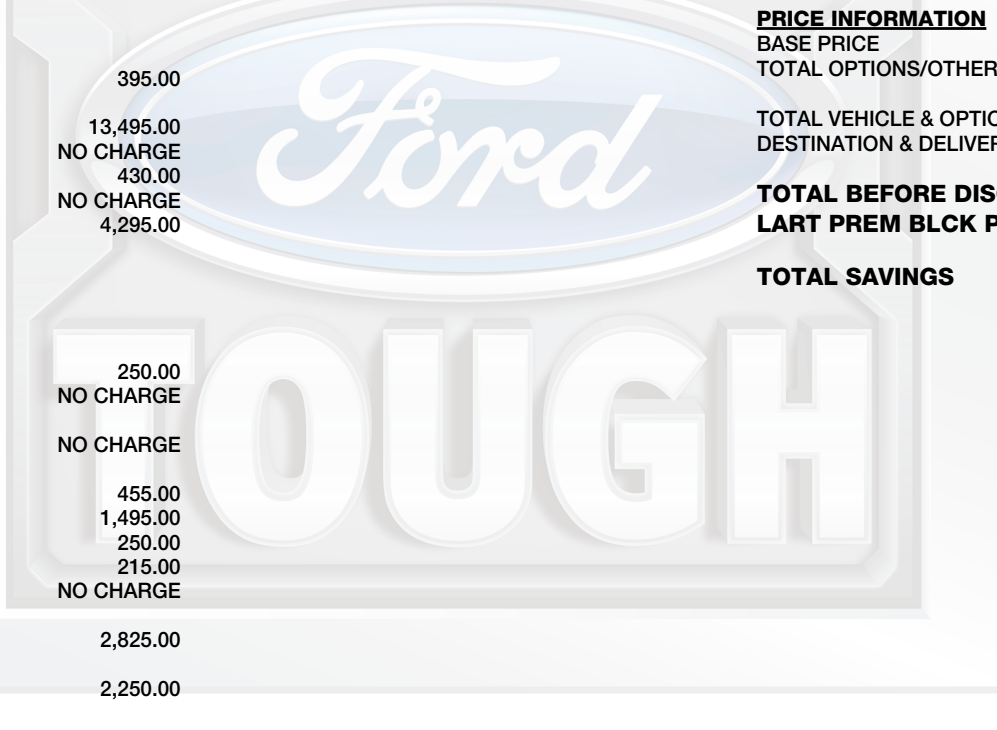 PRICE INFORMATION
BASE PRICE
TOTAL OPTIONS/OTHER
TOTAL VEHICLE & OPTIO
DESTINATION & DELIVER
TOTAL BEFORE DISC
LART PREM BLCK P
TOTAL SAVINGS
395.00
13,495.00
NO CHARGE
430.00
NO CHARGE
4,295.00
250.00
NO CHARGE
NO CHARGE
455.00
1,495.00
250.00
215.00
NO CHARGE
2,825.00
2,250.00
Ford
TOUGH